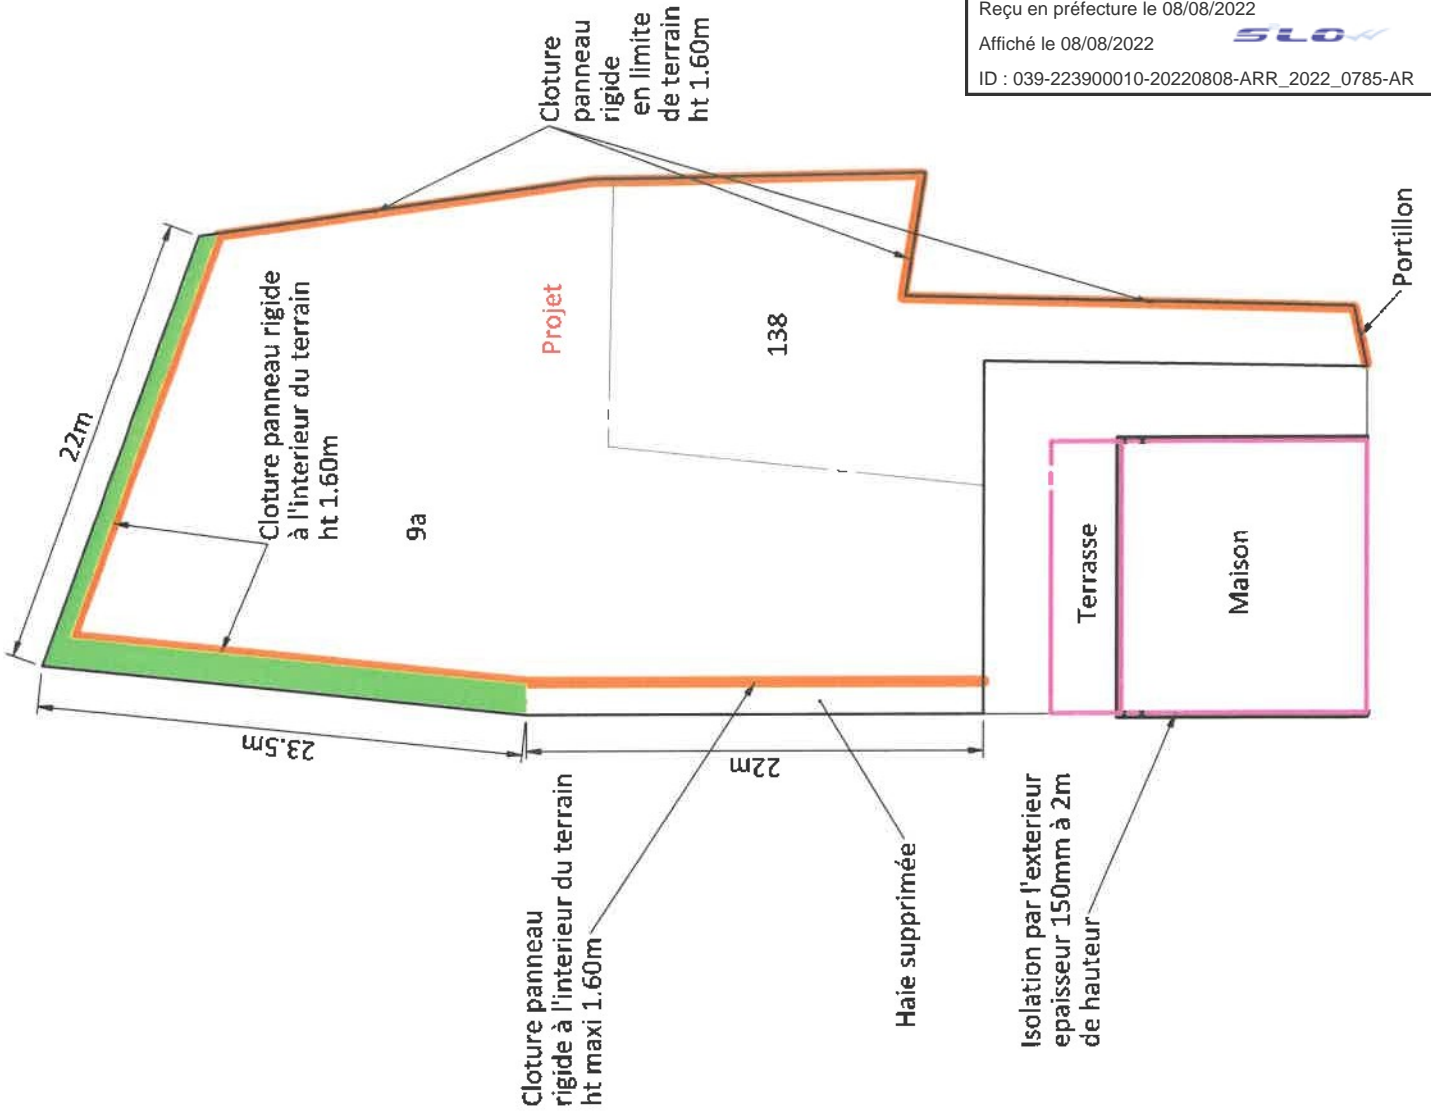 Reçu en préfecture le 08/08/2022
Affiché le 08/08/2022
S²LO
ID : 039-223900010-20220808-ARR_2022_0785-AR
Cloture
panneau
rigide
en limite
de terrain
ht 1.60m
22m
Cloture panneau rigide
à l'interieur du terrain
ht 1.60m
Projet
138
9a
Portillon
23.5m
22m
Terrasse
Maison
Cloture panneau
rigide à l'interieur du terrain
ht maxi 1.60m
Haie supprimée
Isolation par l'exterieur
epaisseur 150mm à 2m
de hauteur